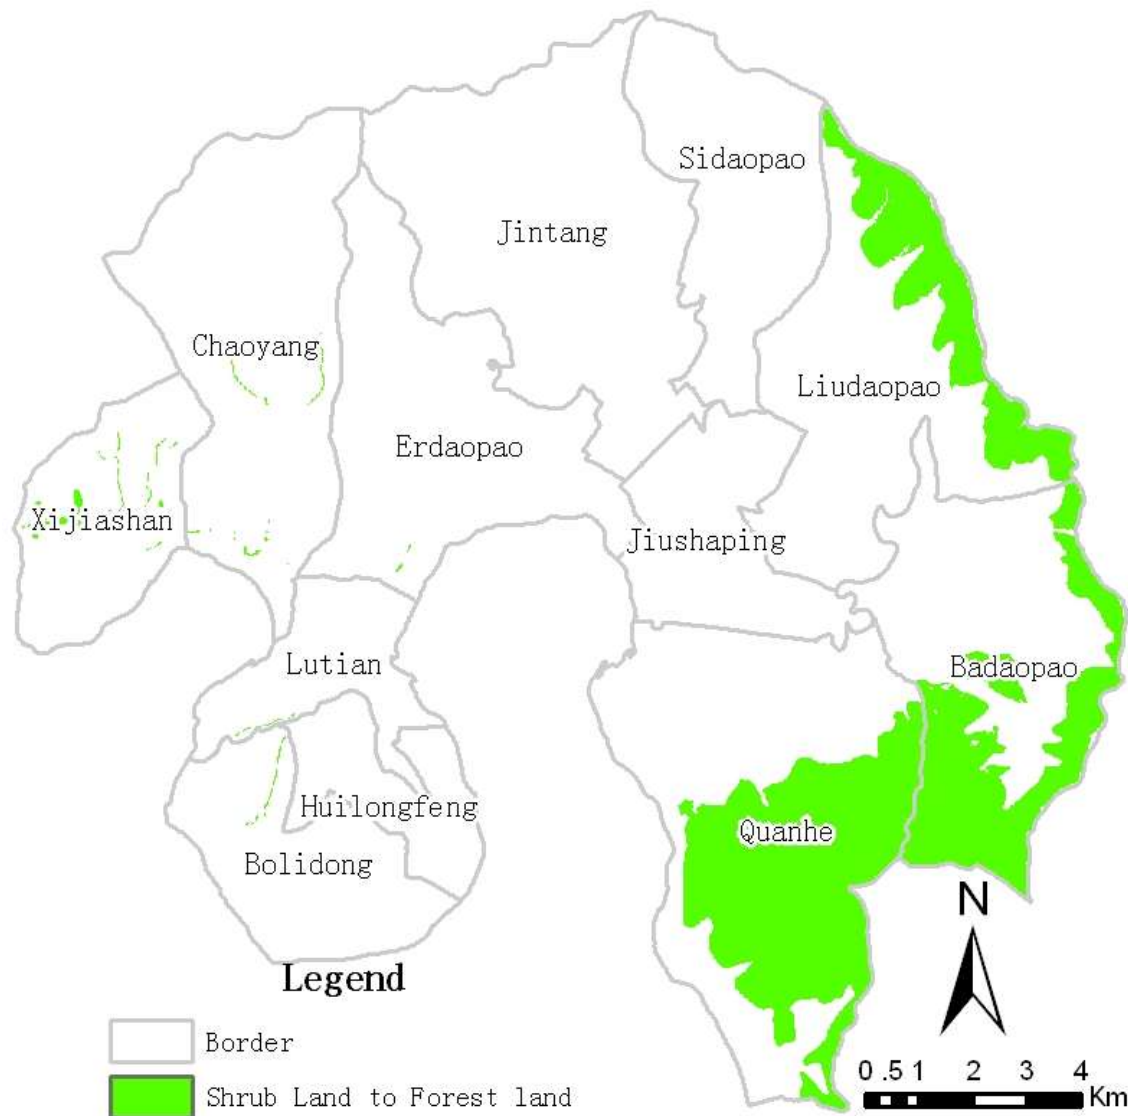 Sidaopao
Jintang
Chaoyang
Liudaopao
Erdaopao
Xijiashan
Jiushaping
Lutian
Badaopao
Huilongfeng
Quanhe
Bolidong
N
Legend
Border
Shrub Land to Forest land
0 .5 1 2 3 4
Km